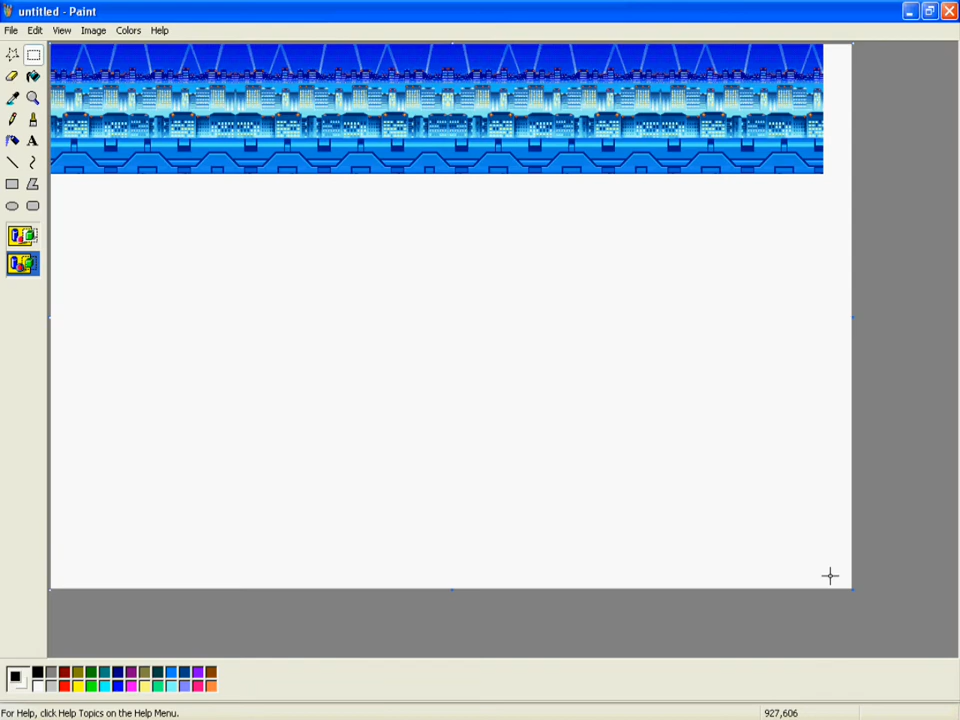 untitled - Paint
File Edit View Image Colors Help
A
For Help, click Help Topics on the Help Menu.
927,606